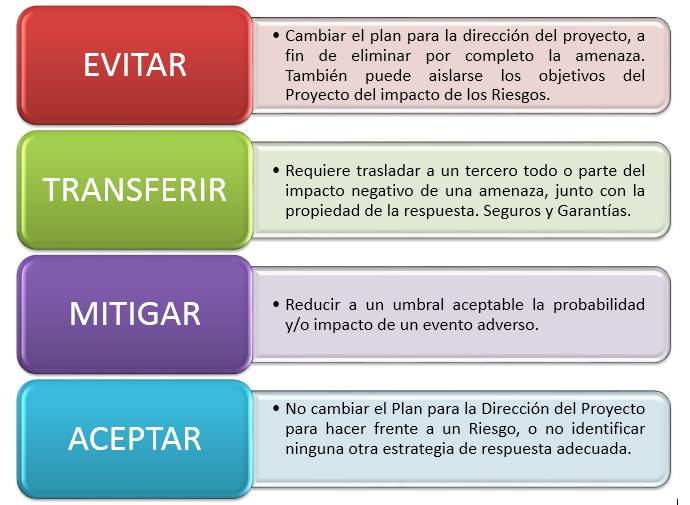 EVITAR
• Cambiar el plan para la dirección del proyecto, a
fin de eliminar por completo la amenaza.
También puede aislarse los objetivos del
Proyecto del impacto de los Riesgos.
TRANSFERIR
• Requiere trasladar a un tercero todo o parte del
impacto negativo de una amenaza, junto con la
propiedad de la respuesta. Seguros y Garantías.
MITIGAR
• Reducir a un umbral aceptable la probabilidad
y/o impacto de un evento adverso.
ACEPTAR
• No cambiar el Plan para la Dirección del Proyecto
para hacer frente a un Riesgo, o no identificar
ninguna otra estrategia de respuesta adecuada.